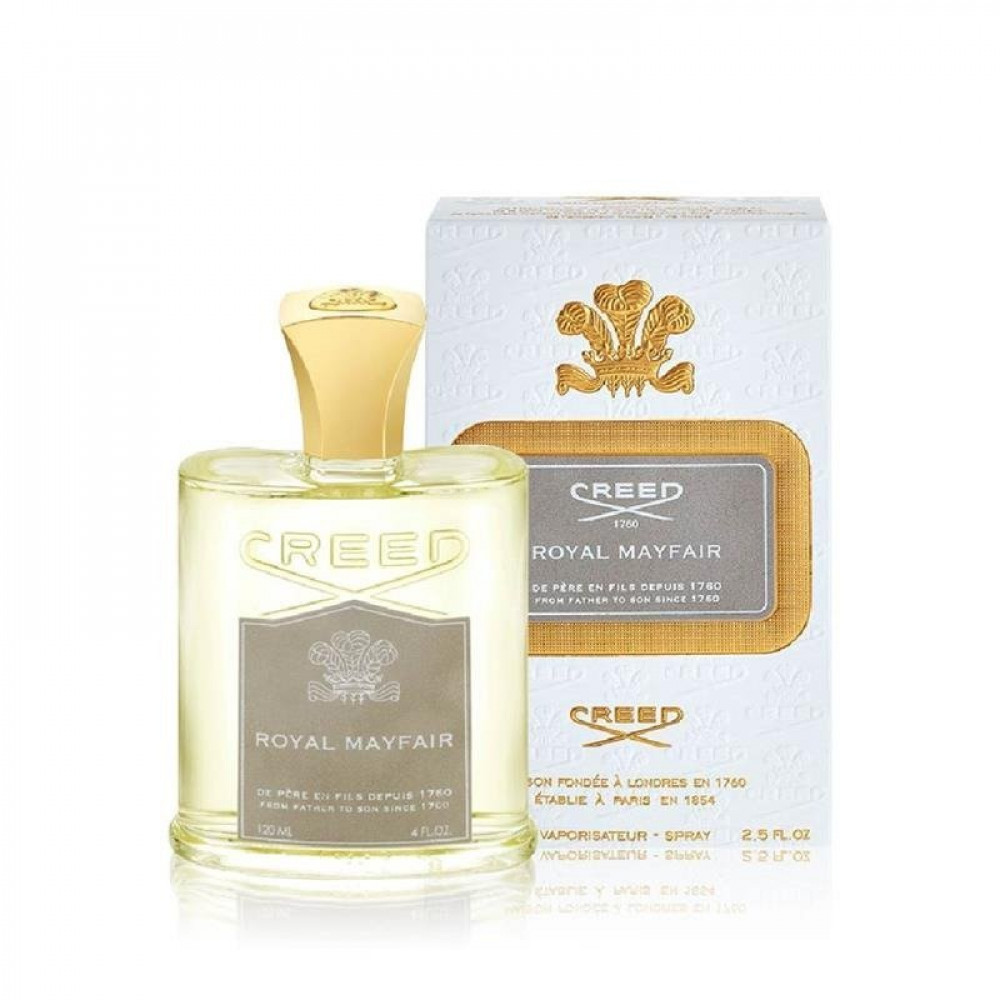 CREED
ROYAL MAYFAIR
DE PÈRE EN FILS DEPUIS 1760
FROM FATHER TO SON SINCE 1760
120 ML 4 FL.OZ.
CREED
1760
ROYAL MAYFAIR
DE PÈRE EN FILS DEPUIS 1760
FROM FATHER TO SON SINCE 1760
CREED
SON FONDÉE À LONDRES EN 1760
ÉTABLIE À PARIS EN 1854
VAPORISATEUR - SPRAY 2.5 FL.OZ